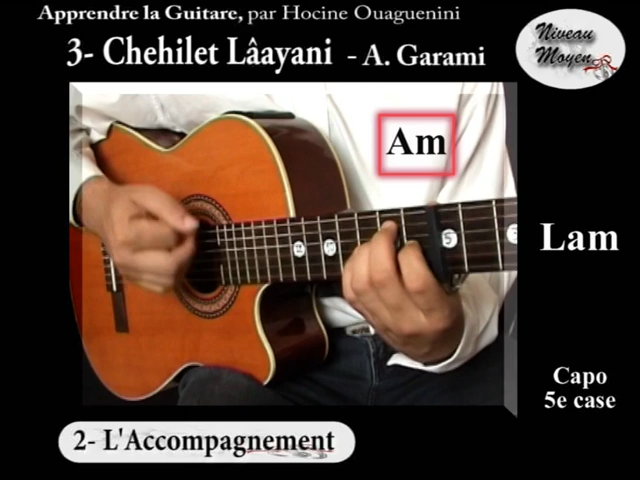 Apprendre la Guitare, par Hocine Ouaguenini
3- Chehilet Lâayani - A. Garami
Niveau
Moyen
Am
5
Lam
Capo
5e case
2- L'Accompagnement